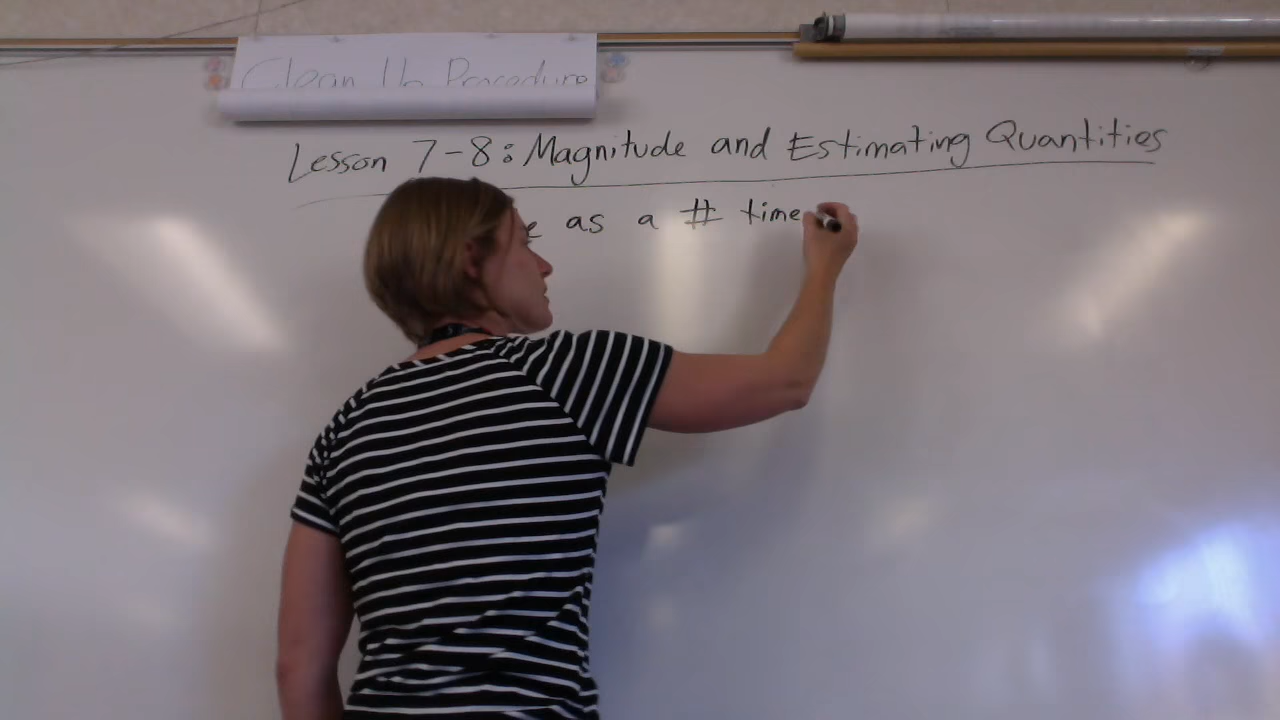 Clean Up Procedure
Lesson 7-8: Magnitude and Estimating Quantities
as a # time